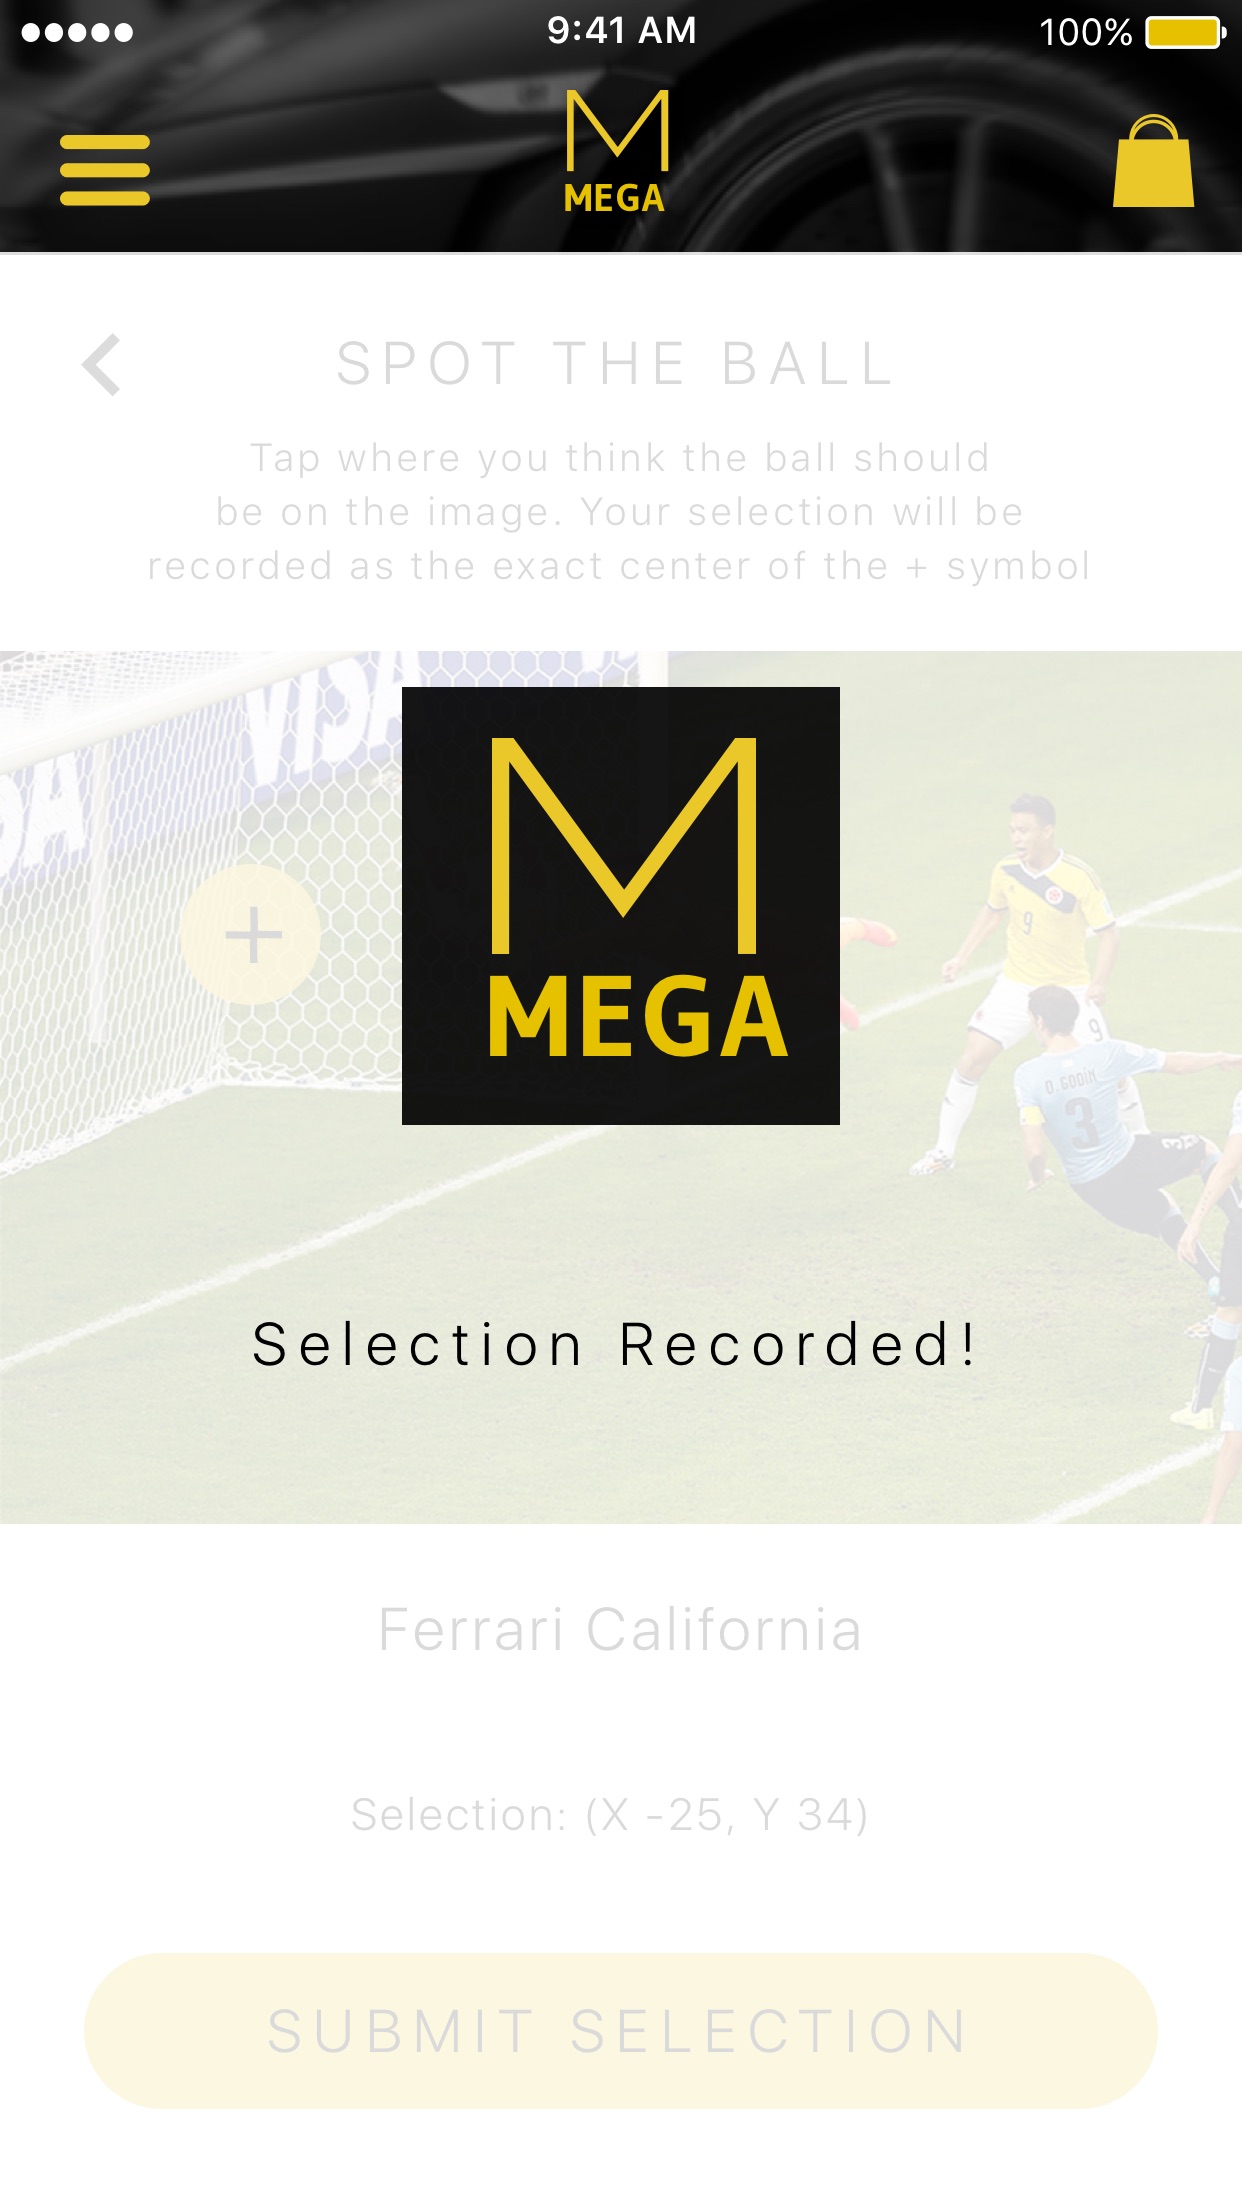 9:41 AM
100%
M
MEGA
SPOT THE BALL
Tap where you think the ball should
be on the image. Your selection will be
recorded as the exact center of the + symbol
VISA
M
MEGA
9
9
D. GODÍN
3
3
Selection Recorded!
Ferrari California
Selection: (X -25, Y 34)
SUBMIT SELECTION